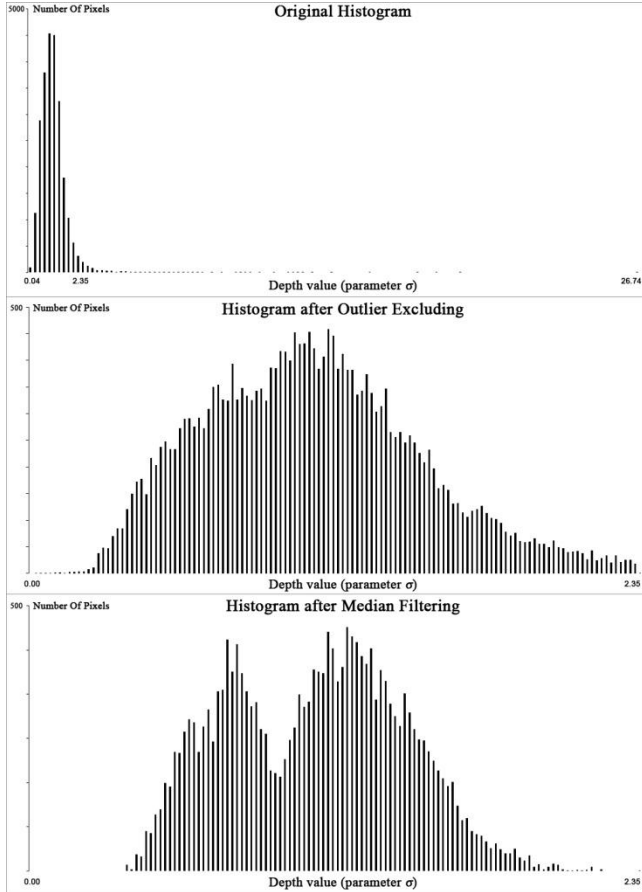 5000 Number Of Pixels
Original Histogram
0.04 2.35 26.74
Depth value (parameter σ)
500 Number Of Pixels
Histogram after Outlier Excluding
0.00 2.35
Depth value (parameter σ)
500 Number Of Pixels
Histogram after Median Filtering
0.00 2.35
Depth value (parameter σ)